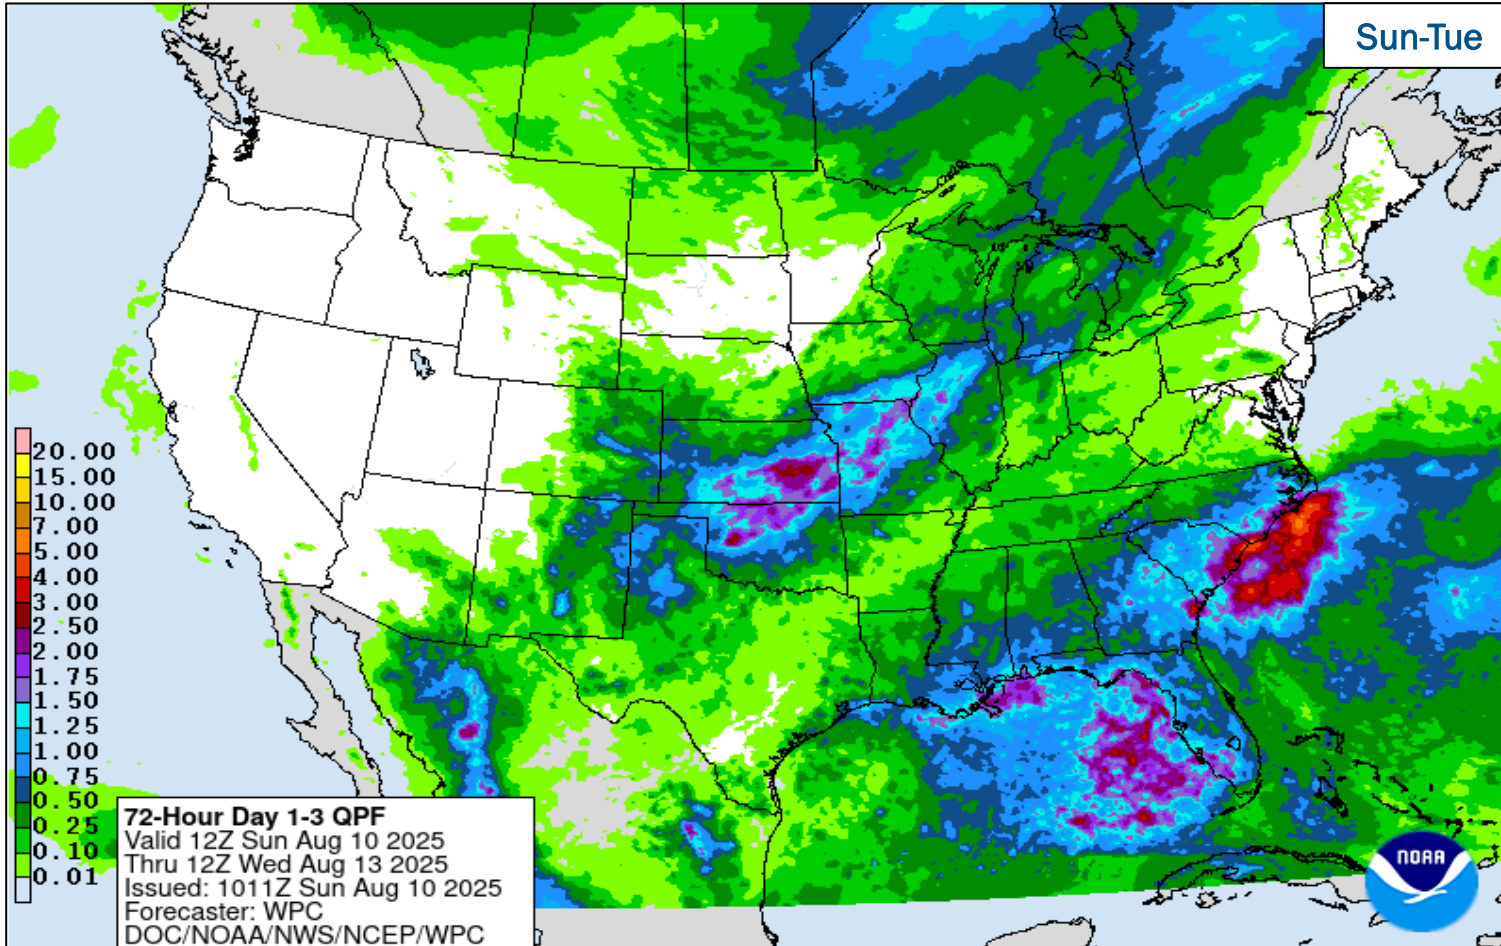 Sun-Tue
20.00
15.00
10.00
7.00
5.00
4.00
3.00
2.50
2.00
1.75
1.50
1.25
1.00
0.75
0.50
0.25
0.10
0.01
72-Hour Day 1-3 QPF
Valid 12Z Sun Aug 10 2025
Thru 12Z Wed Aug 13 2025
Issued: 1011Z Sun Aug 10 2025
Forecaster: WPC
DOC/NOAA/NWS/NCEP/WPC
NOAA